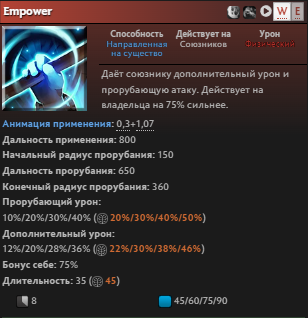 Empower W E
Способность Действует на Урон
Направленная Союзников Физический
на существо
Даёт союзнику дополнительный урон и
прорубающую атаку. Действует на
владельца на 75% сильнее.
Анимация применения: 0,3+1,07
Дальность применения: 800
Начальный радиус прорубания: 150
Дальность прорубания: 650
Конечный радиус прорубания: 360
Прорубающий урон:
10%/20%/30%/40% (20%/30%/40%/50%)
Дополнительный урон:
12%/20%/28%/36% (22%/30%/38%/46%)
Бонус себе: 75%
Длительность: 35 (45)
8 45/60/75/90